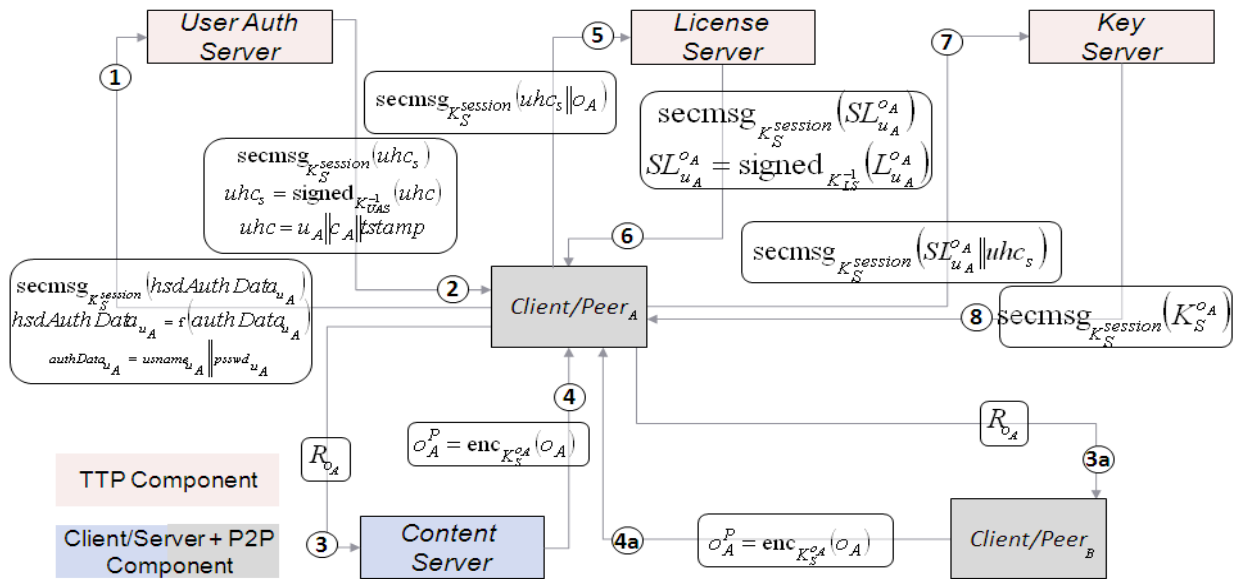 User Auth
Server
License
Server
Key
Server
1
5
7
secmsg_{K_S^{session}}(uhc_s‖o_A)
secmsg_{K_S^{session}}(SL_{u_A}^{o_A})
SL_{u_A}^{o_A} = signed_{K_{LS}^{-1}}(L_{u_A}^{o_A})
secmsg_{K_S^{session}}(uhc_s)
uhc_s = signed_{K_{UAS}^{-1}}(uhc)
uhc = u_A‖c_A‖tstamp
6
secmsg_{K_S^{session}}(SL_{u_A}^{o_A}‖uhc_s)
secmsg_{K_S^{session}}(hsdAuthData_{u_A})
hsdAuthData_{u_A} = f(authData_{u_A})
authData_{u_A} = usname_{u_A}‖psswd_{u_A}
2
Client/Peer_A
8
secmsg_{K_S^{session}}(K_S^{o_A})
4
R_{o_A}
o_A^P = enc_{K_S^{o_A}}(o_A)
R_{o_A}
3a
TTP Component
Client/Server + P2P
Component
3
Content
Server
4a
o_A^P = enc_{K_S^{o_A}}(o_A)
Client/Peer_B